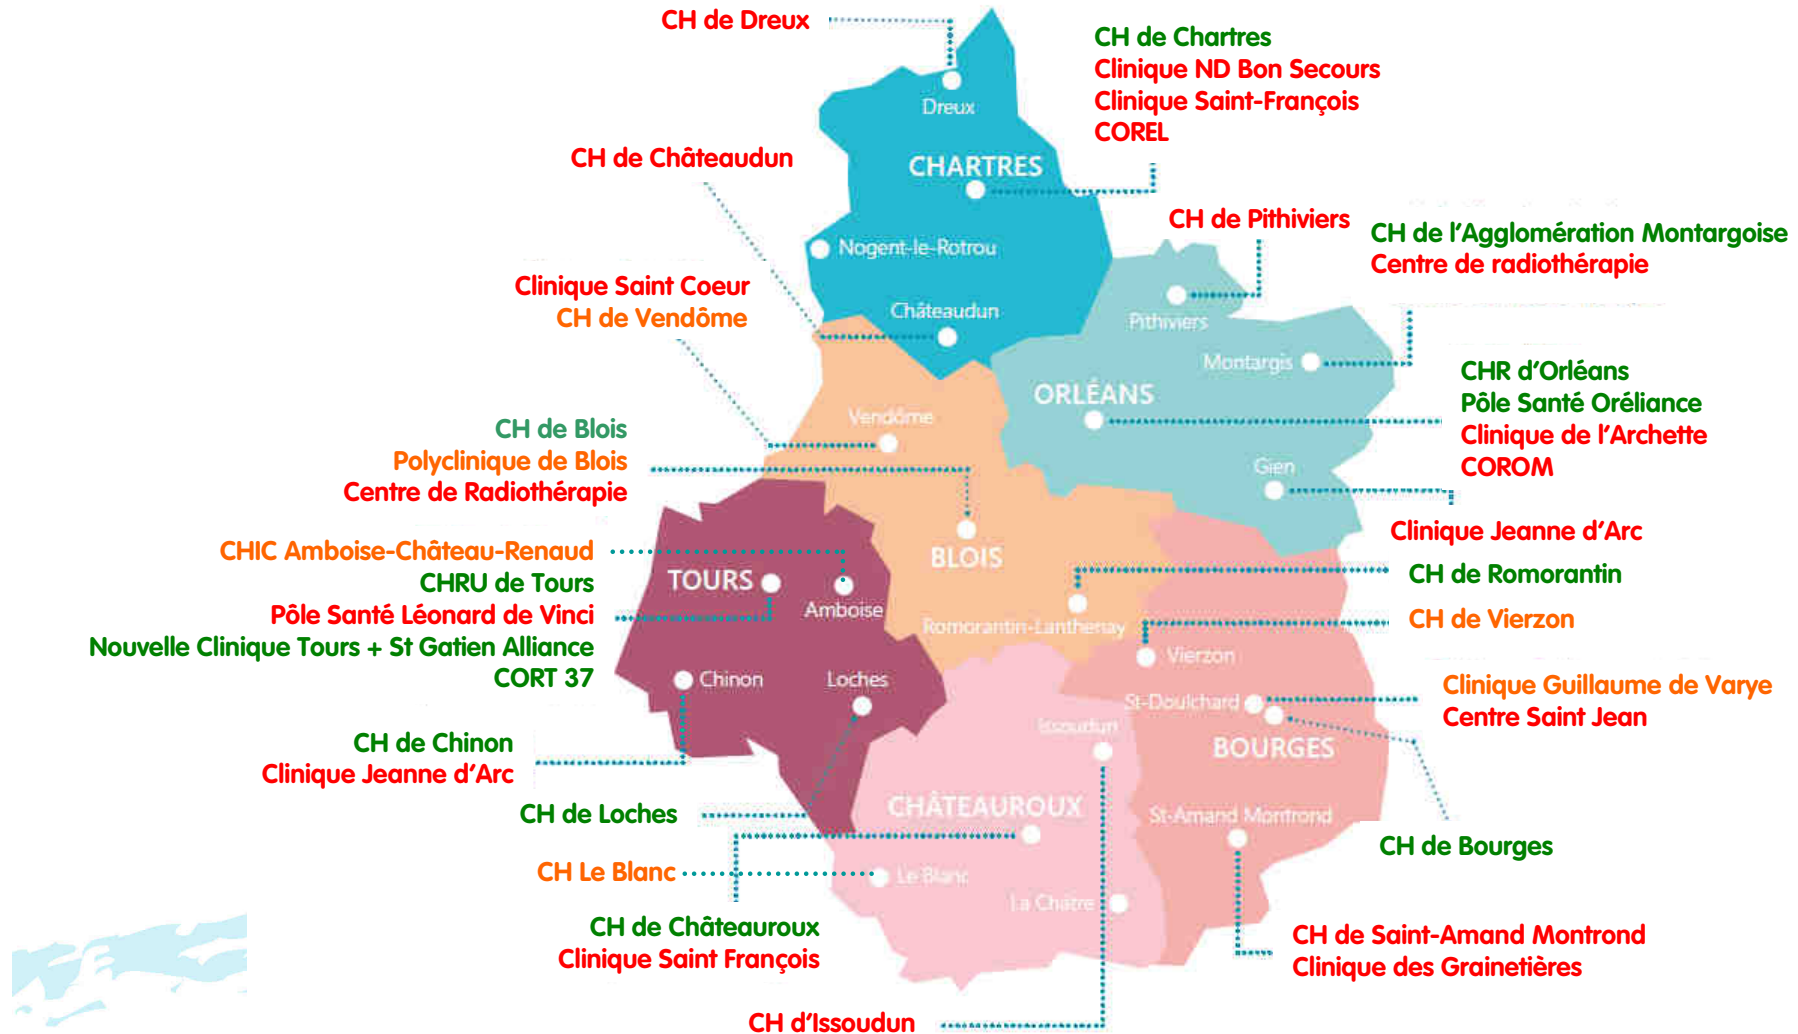 CH de Dreux
CH de Chartres
Clinique ND Bon Secours
Clinique Saint-François
COREL
Dreux
CH de Châteaudun
CHARTRES
CH de Pithiviers
CH de l'Agglomération Montargoise
Centre de radiothérapie
Nogent-le-Rotrou
Clinique Saint Coeur
CH de Vendôme
Châteaudun
Pithiviers
Montargis
CHR d'Orléans
Pôle Santé Oréliance
Clinique de l'Archette
COROM
ORLÉANS
Vendôme
CH de Blois
Polyclinique de Blois
Centre de Radiothérapie
Gien
Clinique Jeanne d'Arc
BLOIS
CHIC Amboise-Château-Renaud
CHRU de Tours
Pôle Santé Léonard de Vinci
Nouvelle Clinique Tours + St Gatien Alliance
CORT 37
TOURS
Amboise
CH de Romorantin
Romorantin-Lanthenay
CH de Vierzon
Vierzon
Chinon
Loches
St-Doulchard
Clinique Guillaume de Varye
Centre Saint Jean
Issoudun
BOURGES
CH de Chinon
Clinique Jeanne d'Arc
CH de Loches
CHÂTEAUROUX
St-Amand Montrond
CH de Bourges
CH Le Blanc
Le Blanc
La Chatre
CH de Châteauroux
Clinique Saint François
CH de Saint-Amand Montrond
Clinique des Grainetières
CH d'Issoudun